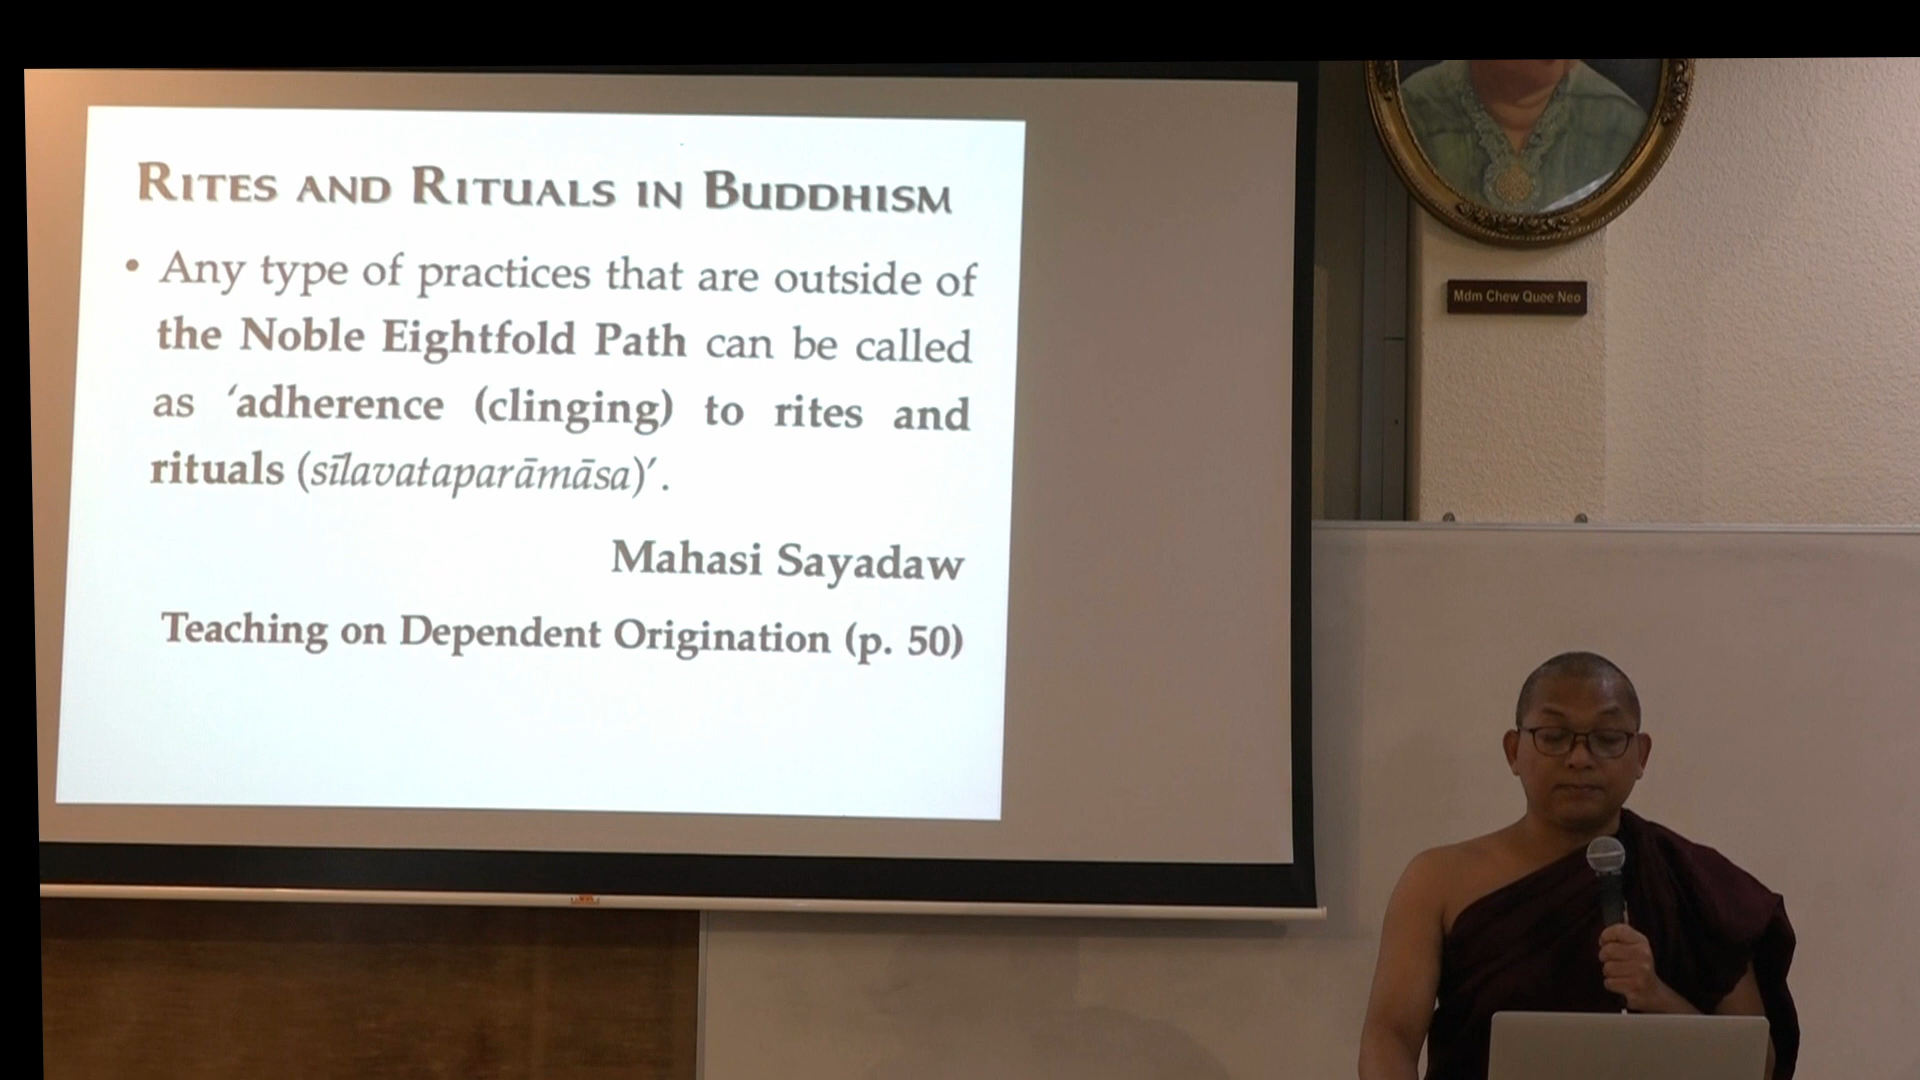 RITES AND RITUALS IN BUDDHISM
• Any type of practices that are outside of
the Noble Eightfold Path can be called
as ‘adherence (clinging) to rites and
rituals (sīlavataparāmāsa)’.
Mahasi Sayadaw
Teaching on Dependent Origination (p. 50)
Mdm Chew Quee Neo